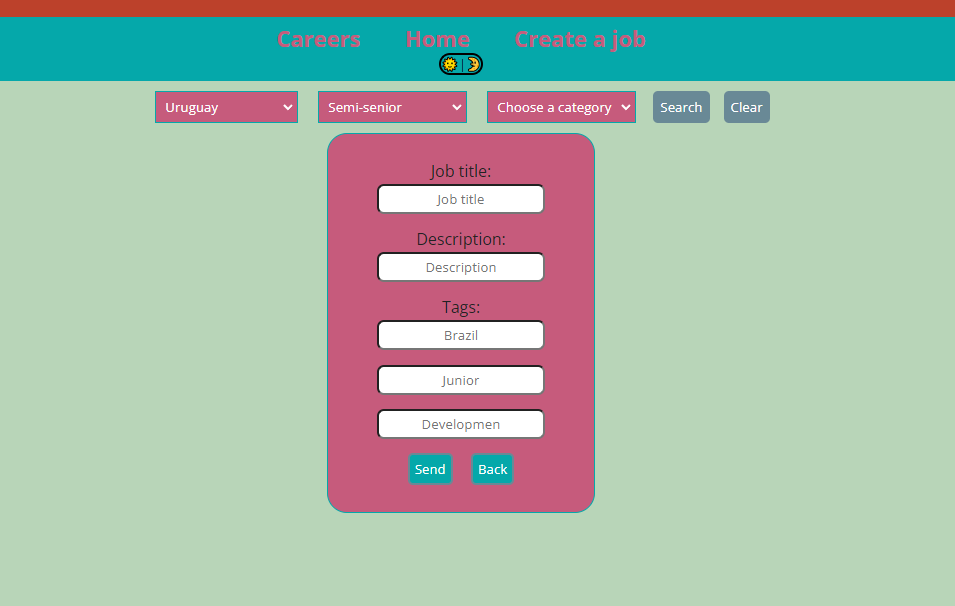 Careers Home Create a job
Uruguay Semi-senior Choose a category Search Clear
Job title:
Job title
Description:
Description
Tags:
Brazil
Junior
Developmen
Send Back